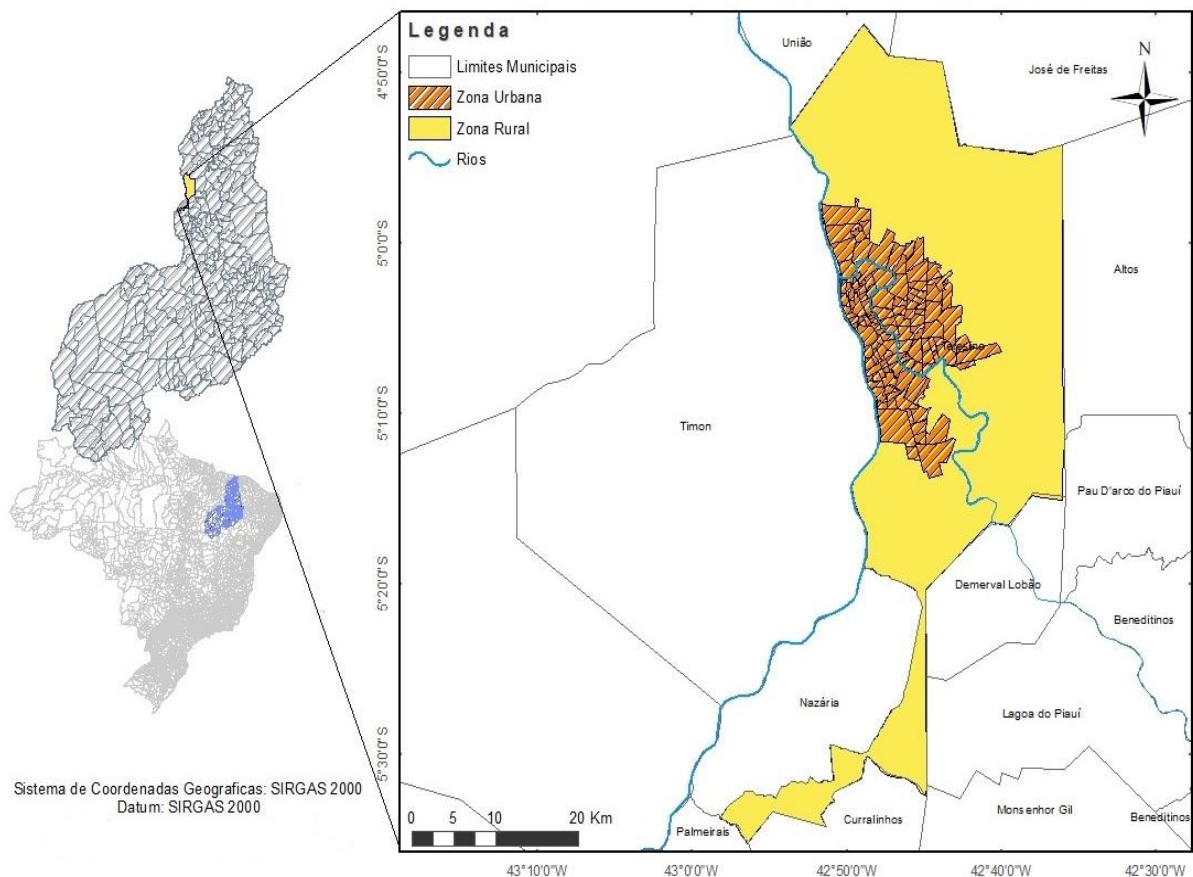 Legenda
Limites Municipais
Zona Urbana
Zona Rural
Rios
União
José de Freitas
N
Altos
Teresina
Timon
Pau D'arco do Piauí
Demerval Lobão
Beneditinos
Nazária
Lagoa do Piauí
Monsenhor Gil
Beneditinos
Curralinhos
Palmeirais
0 5 10 20 Km
4°50'0"S
5°0'0"S
5°10'0"S
5°20'0"S
5°30'0"S
43°10'0"W
43°0'0"W
42°50'0"W
42°40'0"W
42°30'0"W
Sistema de Coordenadas Geograficas: SIRGAS 2000
Datum: SIRGAS 2000